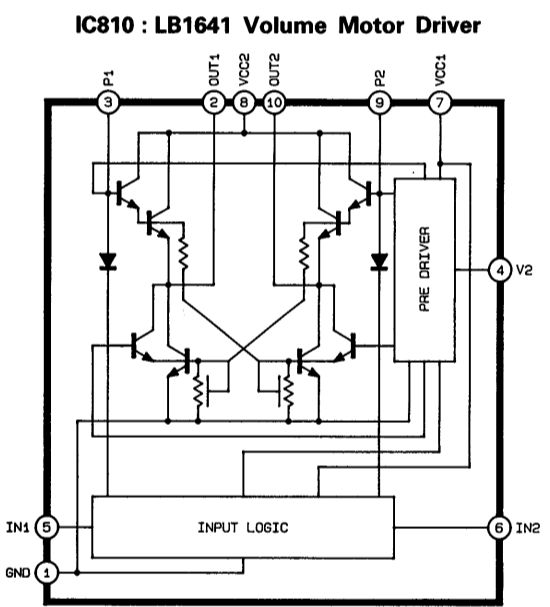 IC810 : LB1641 Volume Motor Driver
P1
OUT1
VCC2
OUT2
P2
VCC1
3
2
8
10
9
7
PRE DRIVER
4 V2
IN1 5
INPUT LOGIC
6 IN2
GND 1